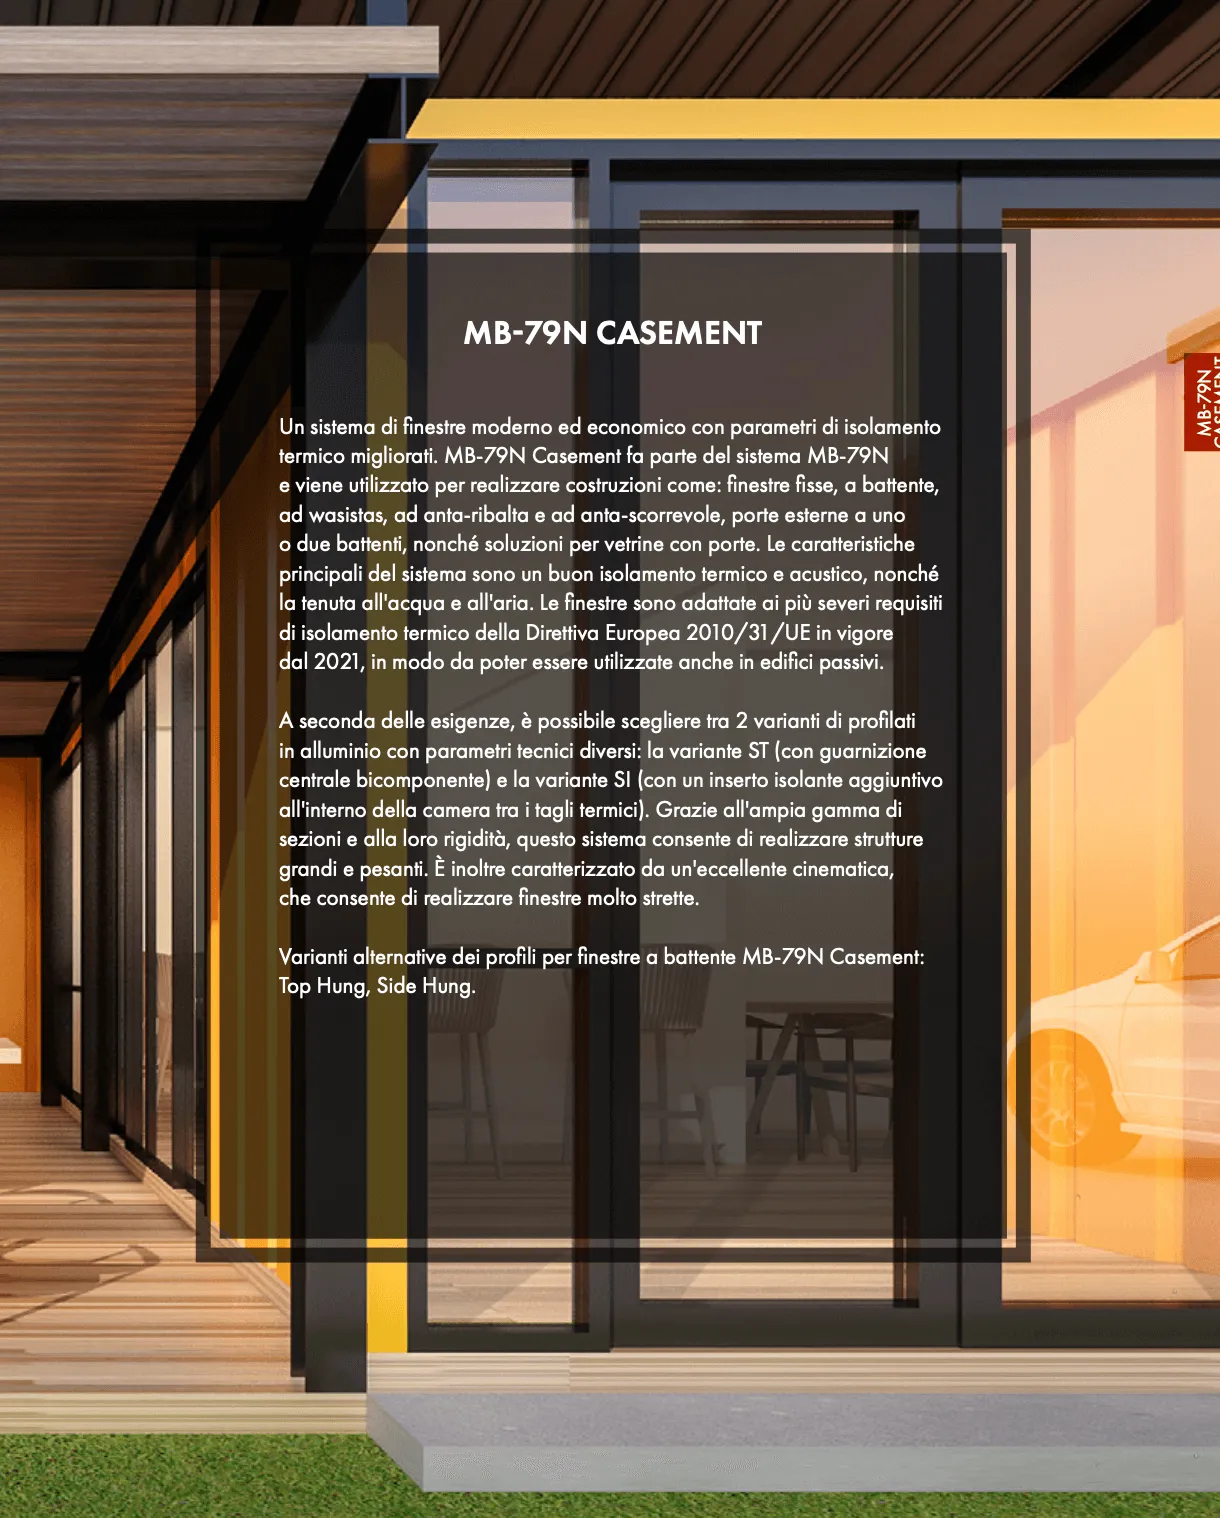 MB-79N CASEMENT
MB-79N
CASEMENT
Un sistema di finestre moderno ed economico con parametri di isolamento
termico migliorati. MB-79N Casement fa parte del sistema MB-79N
e viene utilizzato per realizzare costruzioni come: finestre fisse, a battente,
ad wasistas, ad anta-ribalta e ad anta-scorrevole, porte esterne a uno
o due battenti, nonché soluzioni per vetrine con porte. Le caratteristiche
principali del sistema sono un buon isolamento termico e acustico, nonché
la tenuta all'acqua e all'aria. Le finestre sono adattate ai più severi requisiti
di isolamento termico della Direttiva Europea 2010/31/UE in vigore
dal 2021, in modo da poter essere utilizzate anche in edifici passivi.
A seconda delle esigenze, è possibile scegliere tra 2 varianti di profilati
in alluminio con parametri tecnici diversi: la variante ST (con guarnizione
centrale bicomponente) e la variante SI (con un inserto isolante aggiuntivo
all'interno della camera tra i tagli termici). Grazie all'ampia gamma di
sezioni e alla loro rigidità, questo sistema consente di realizzare strutture
grandi e pesanti. È inoltre caratterizzato da un'eccellente cinematica,
che consente di realizzare finestre molto strette.
Varianti alternative dei profili per finestre a battente MB-79N Casement:
Top Hung, Side Hung.